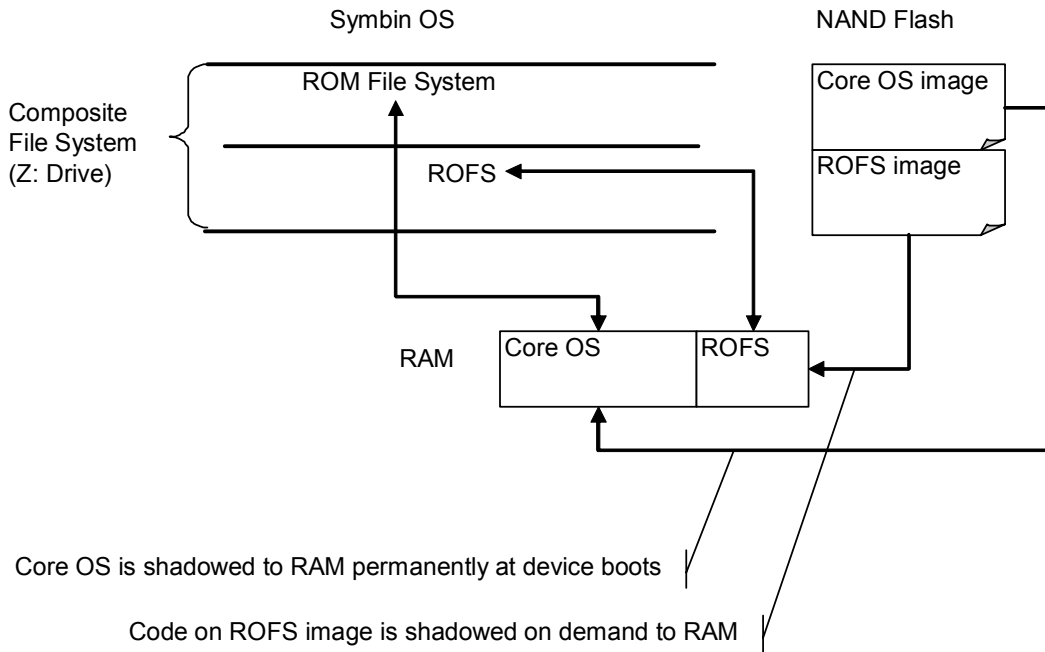 Symbin OS
NAND Flash
ROM File System
Core OS image
Composite
File System
(Z: Drive)
ROFS
ROFS image
RAM
Core OS
ROFS
Core OS is shadowed to RAM permanently at device boots
Code on ROFS image is shadowed on demand to RAM